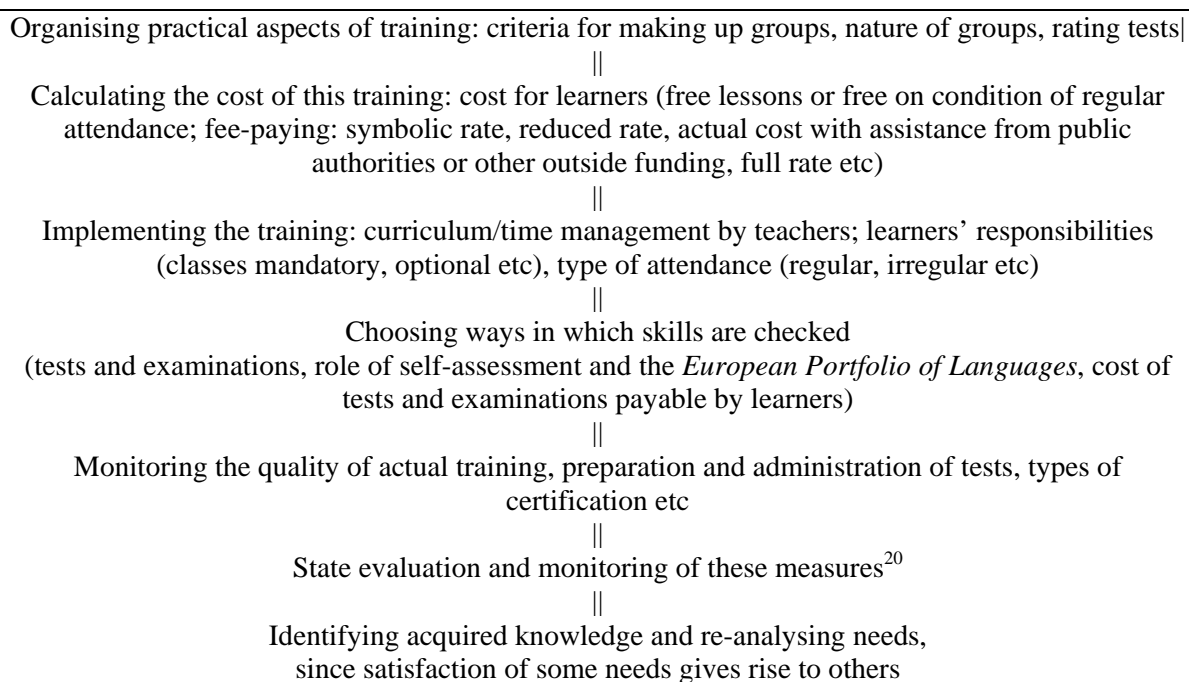 Organising practical aspects of training: criteria for making up groups, nature of groups, rating tests|
||
Calculating the cost of this training: cost for learners (free lessons or free on condition of regular
attendance; fee-paying: symbolic rate, reduced rate, actual cost with assistance from public
authorities or other outside funding, full rate etc)
||
Implementing the training: curriculum/time management by teachers; learners’ responsibilities
(classes mandatory, optional etc), type of attendance (regular, irregular etc)
||
Choosing ways in which skills are checked
(tests and examinations, role of self-assessment and the European Portfolio of Languages, cost of
tests and examinations payable by learners)
||
Monitoring the quality of actual training, preparation and administration of tests, types of
certification etc
||
State evaluation and monitoring of these measures20
||
Identifying acquired knowledge and re-analysing needs,
since satisfaction of some needs gives rise to others